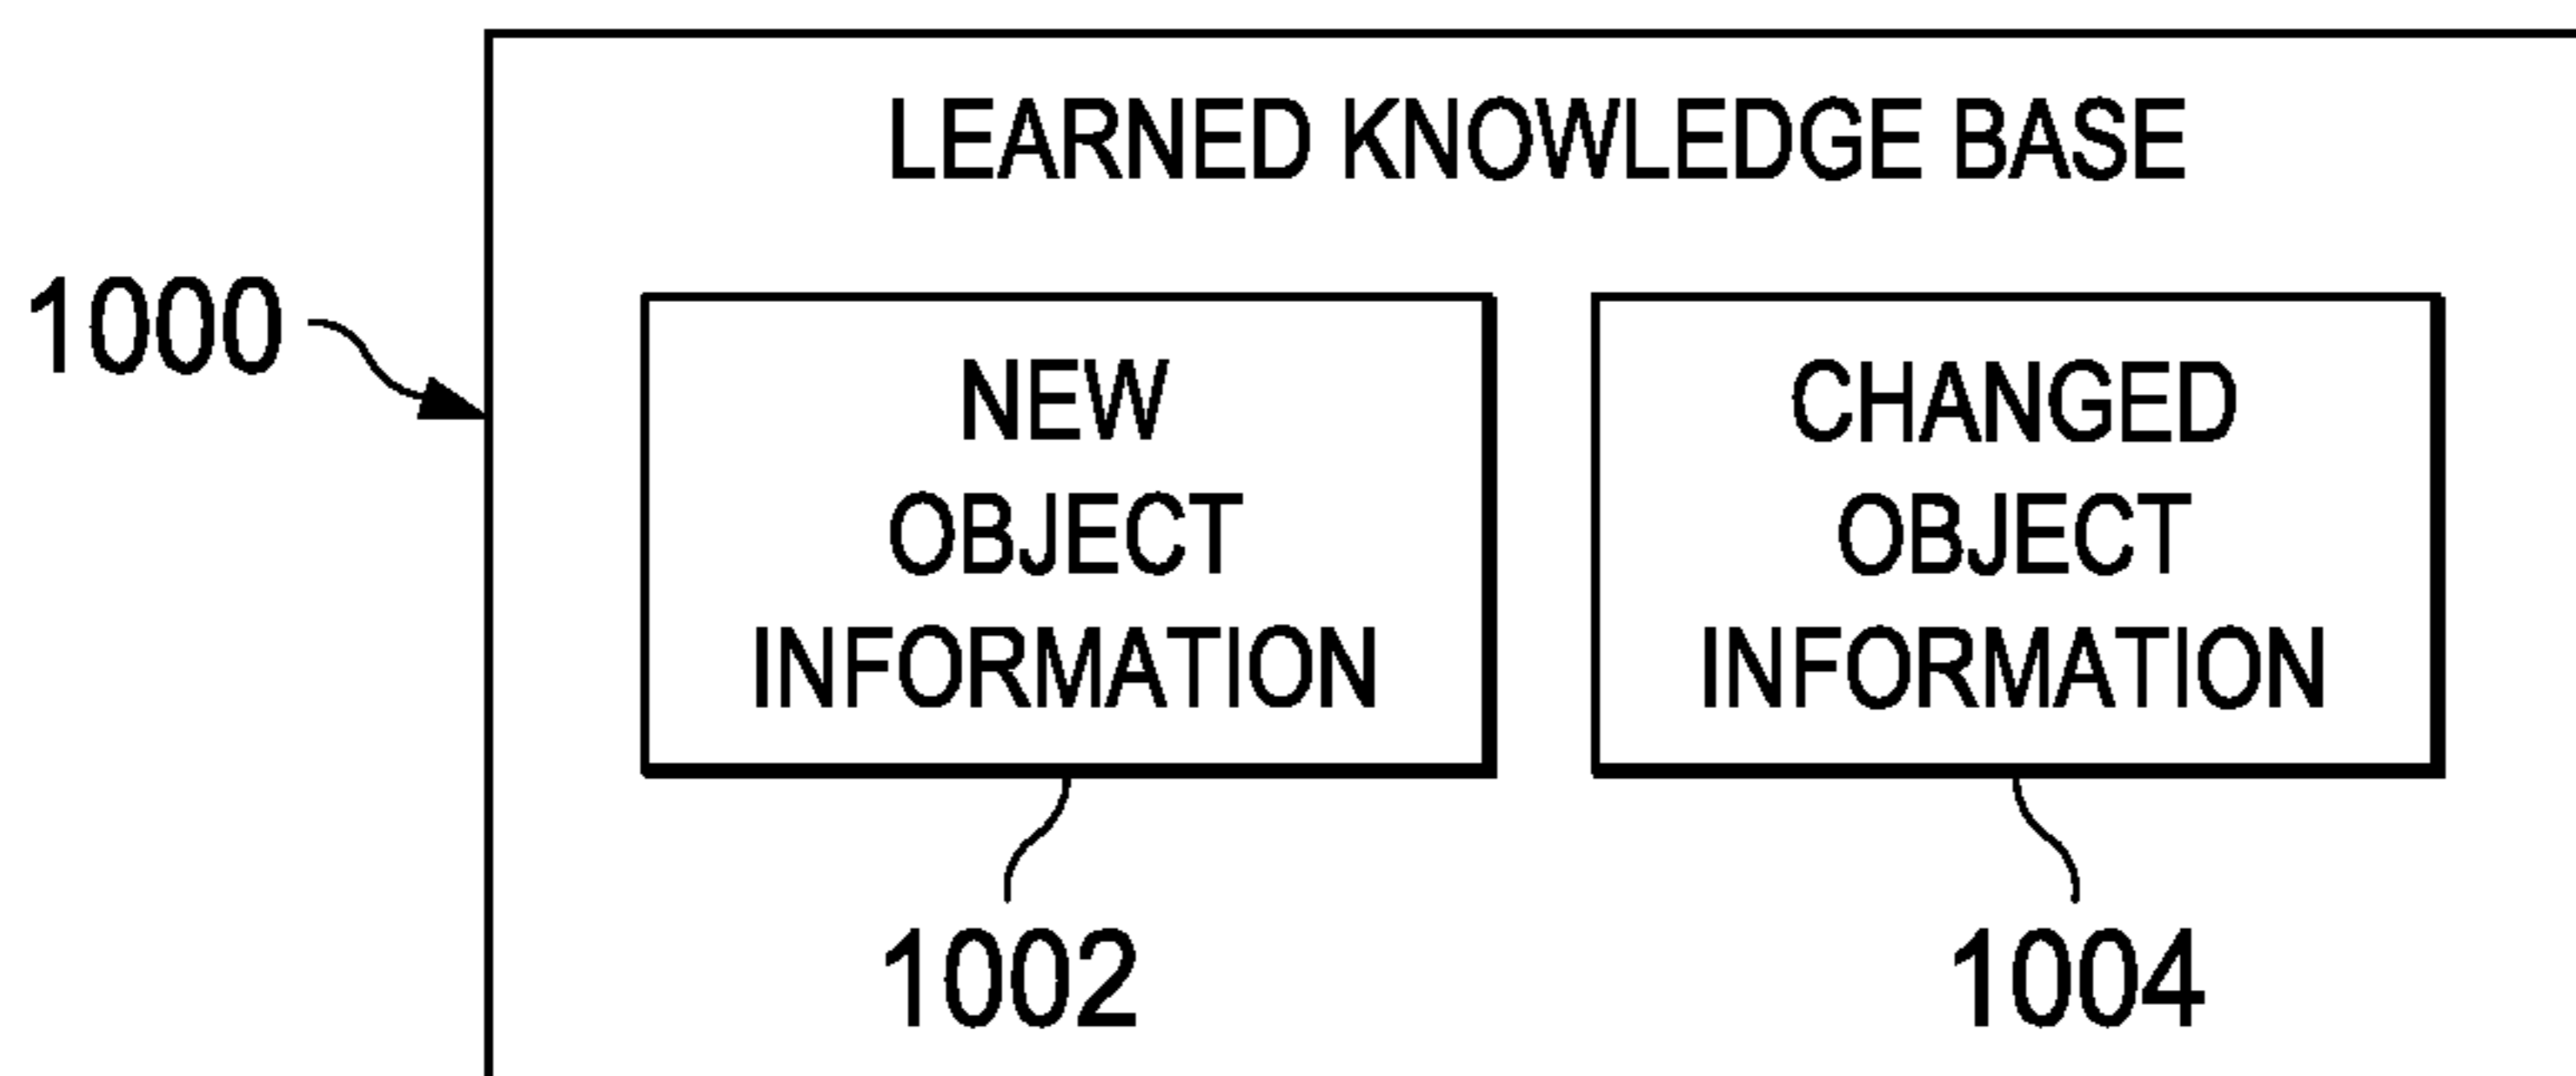 LEARNED KNOWLEDGE BASE
1000
NEW
OBJECT
INFORMATION
CHANGED
OBJECT
INFORMATION
1002
1004